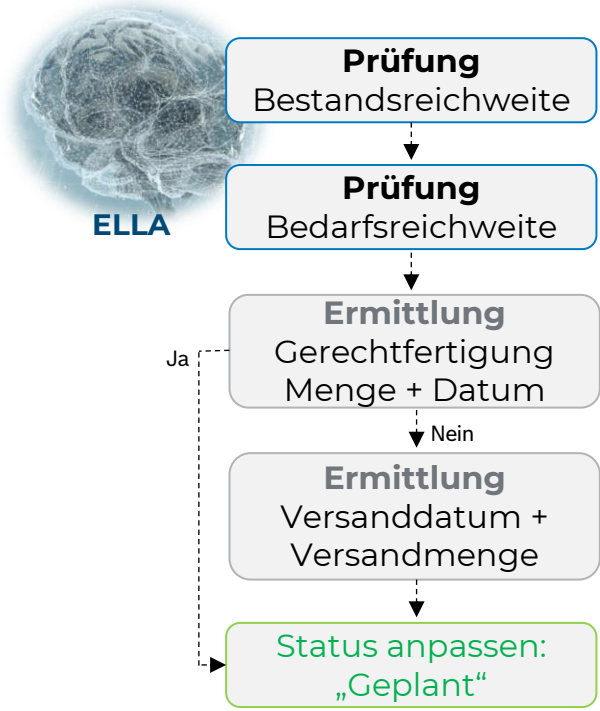 Prüfung
Bestandsreichweite
Prüfung
Bedarfsreichweite
ELLA
Ermittlung
Gerechtfertigung
Menge + Datum
Ja
Nein
Ermittlung
Versanddatum +
Versandmenge
Status anpassen:
„Geplant“